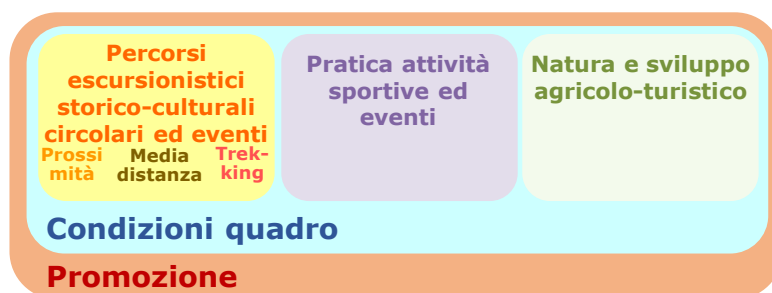 Percorsi
escursionistici
storico-culturali
circolari ed eventi
Prossi
mità
Media
distanza
Trek-
king
Pratica attività
sportive ed
eventi
Natura e sviluppo
agricolo-turistico
Condizioni quadro
Promozione